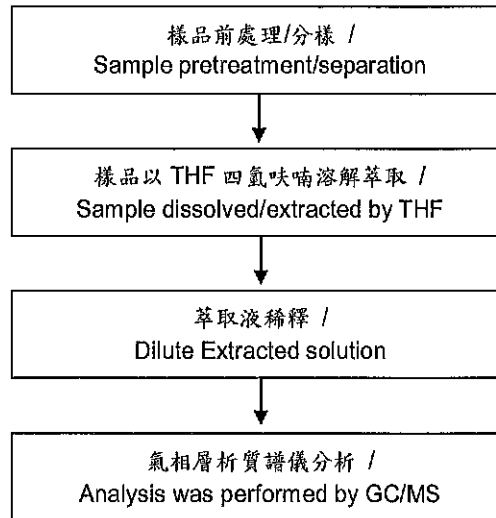 樣品前處理/分樣 /
Sample pretreatment/separation
樣品以 THF 四氫呋喃溶解萃取 /
Sample dissolved/extracted by THF
萃取液稀釋 /
Dilute Extracted solution
氣相層析質譜儀分析 /
Analysis was performed by GC/MS